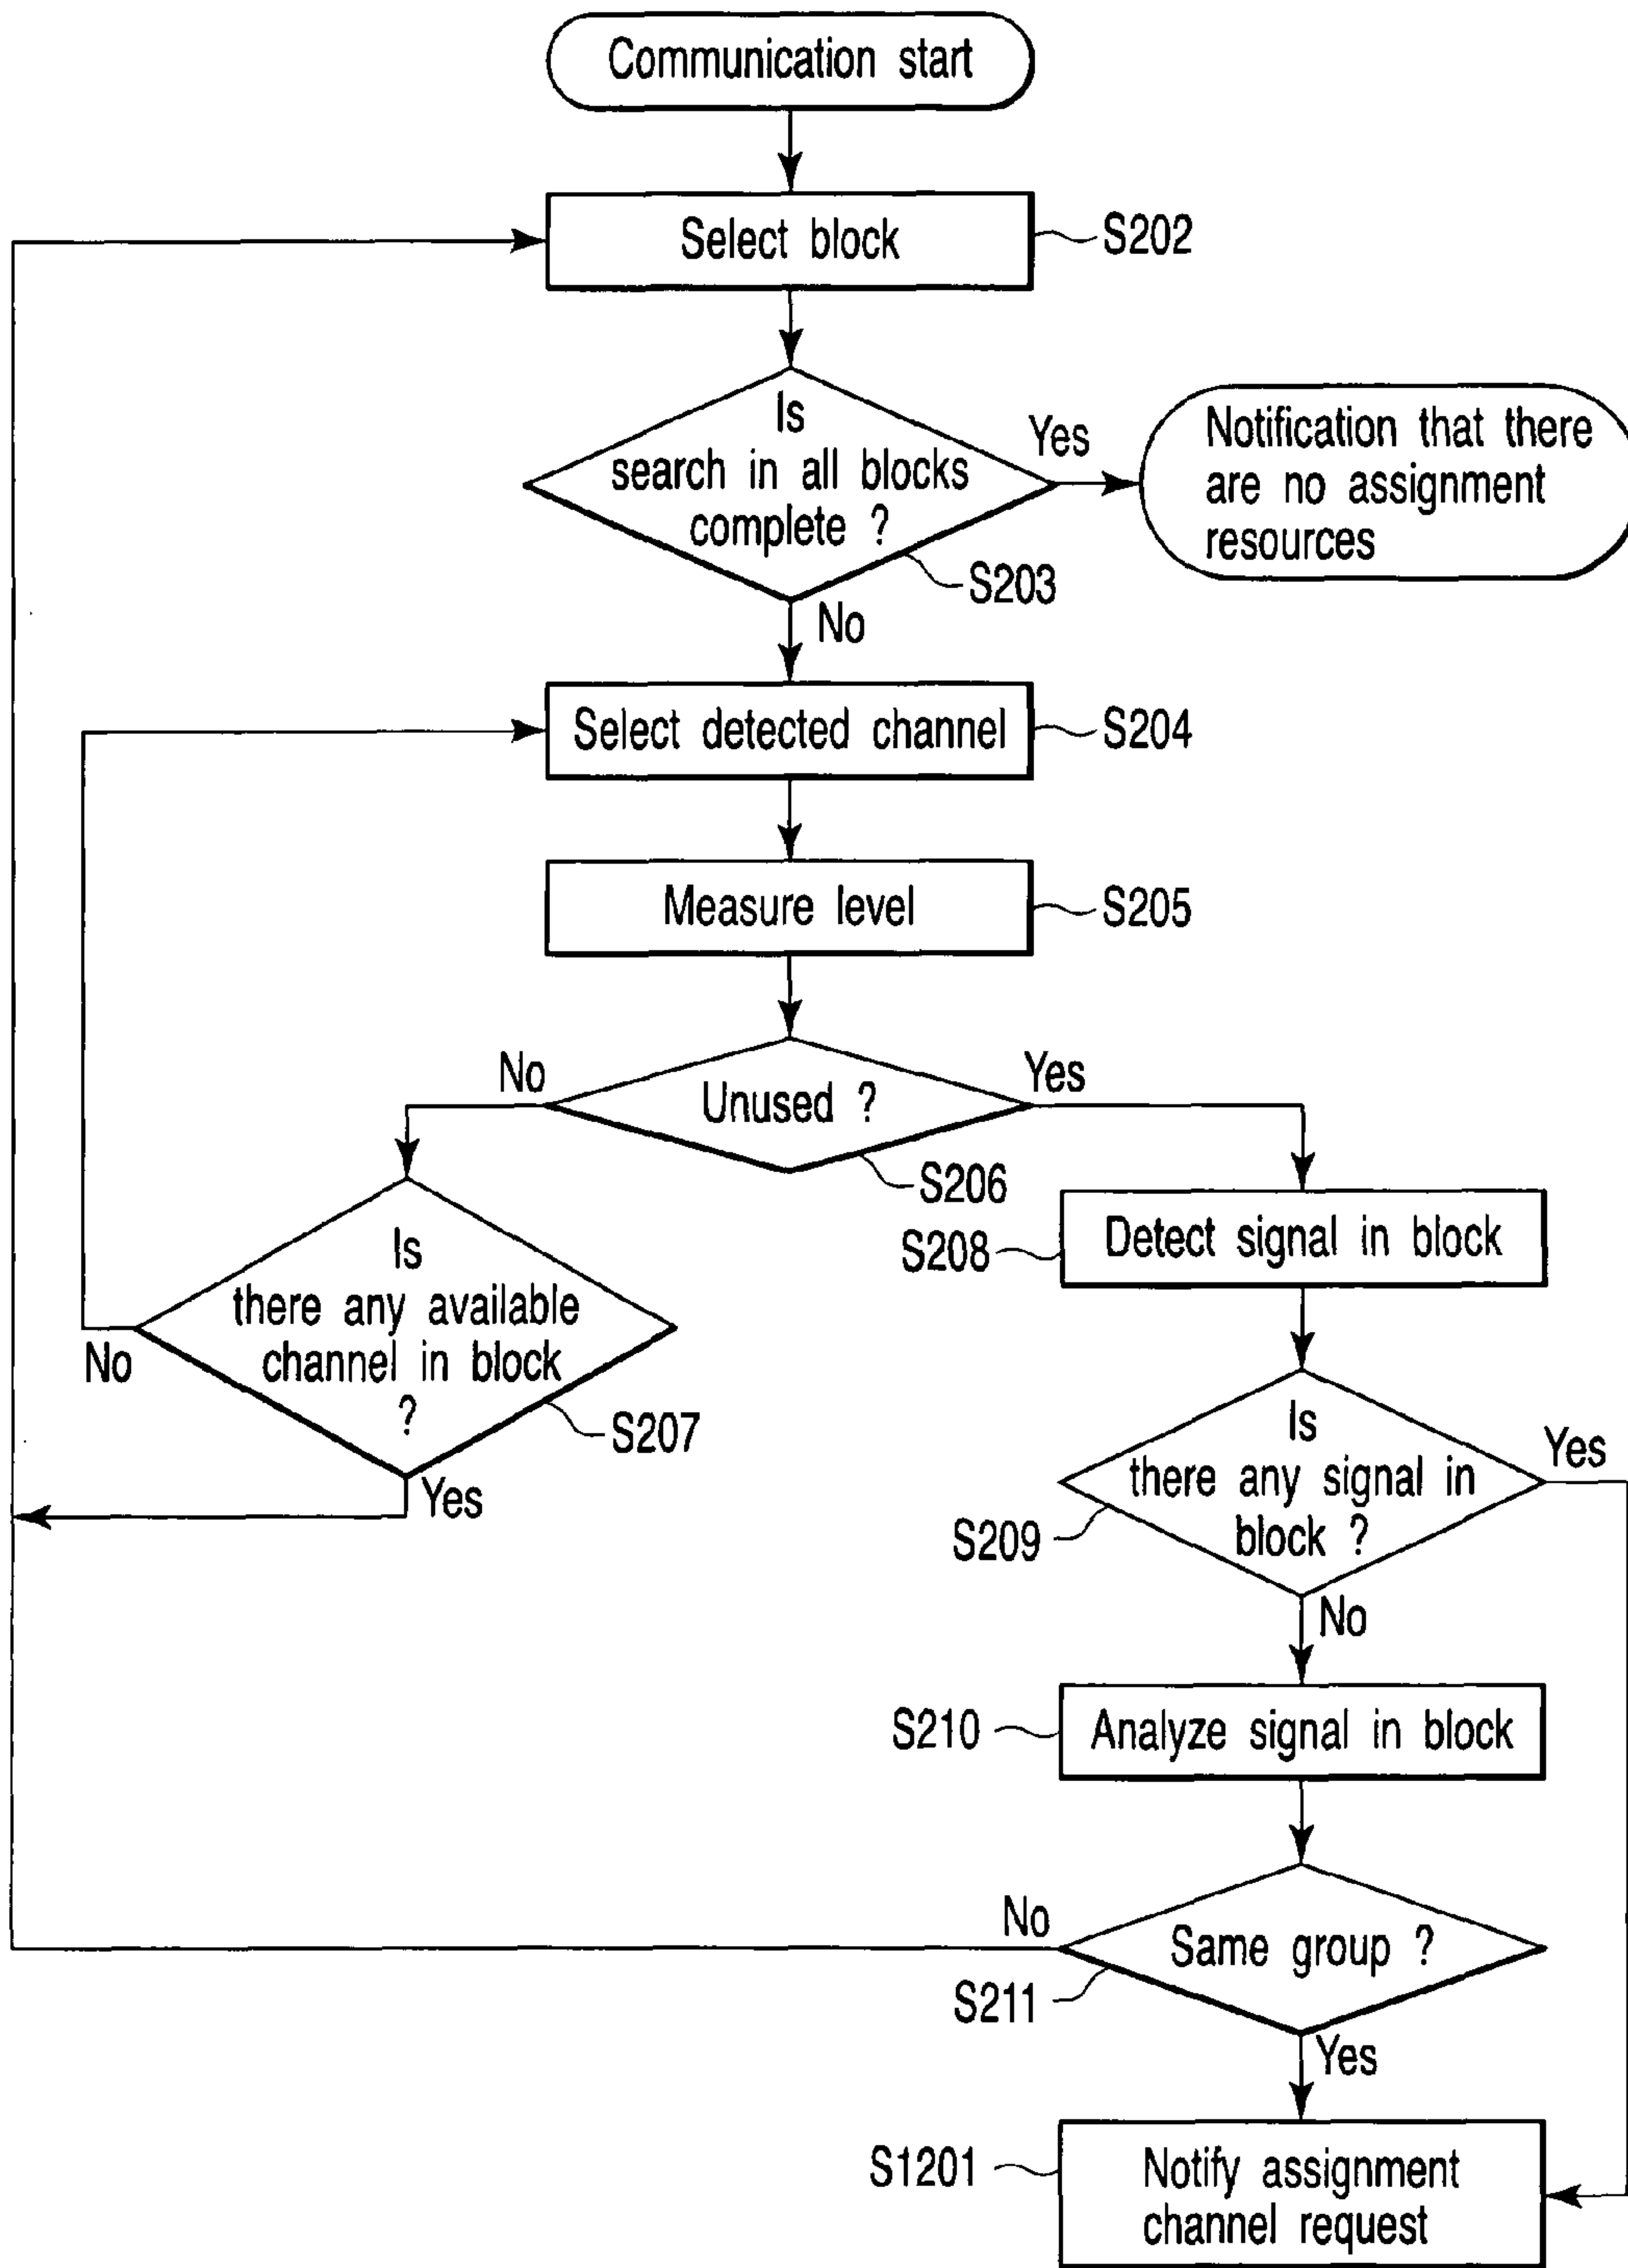 Communication start
Select block
S202
Is
search in all blocks
complete ?
S203
Yes
No
Notification that there
are no assignment
resources
Select detected channel
S204
Measure level
S205
Unused ?
S206
No
Yes
Is
there any available
channel in block
?
S207
No
Yes
S208
Detect signal in block
Is
there any signal in
block ?
S209
Yes
No
S210
Analyze signal in block
Same group ?
S211
No
Yes
S1201
Notify assignment
channel request